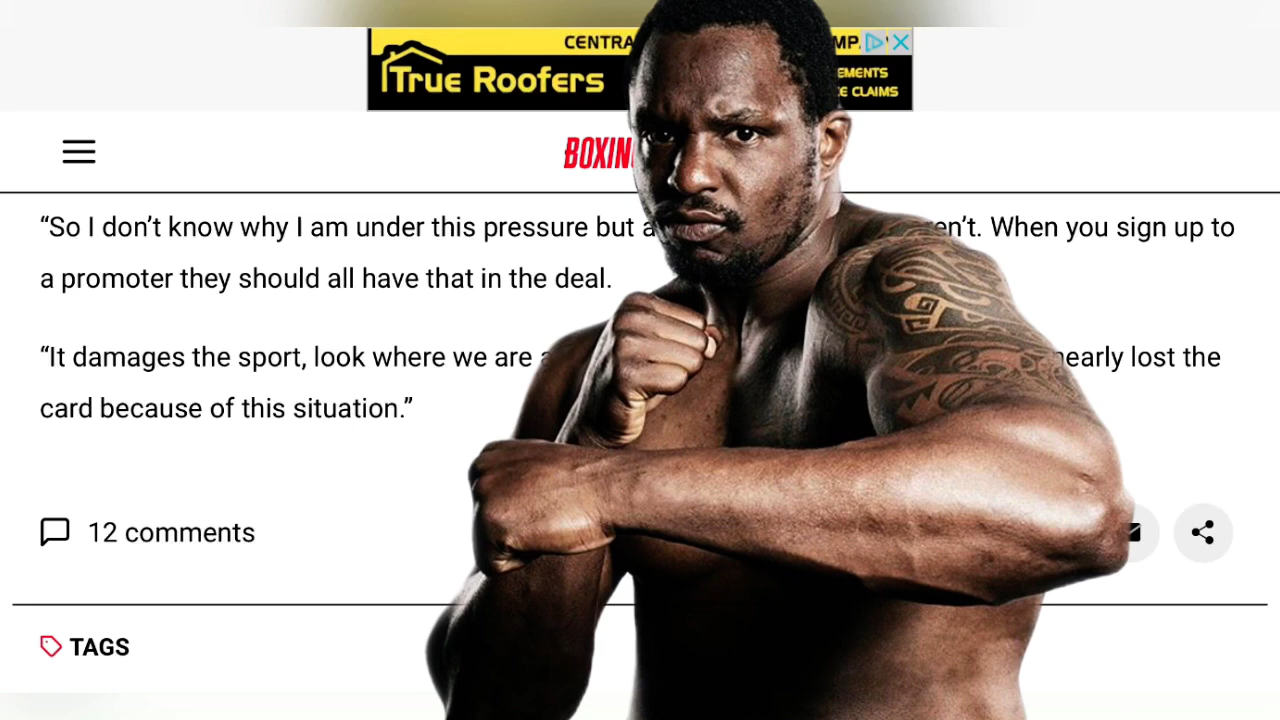 CENTRA
True Roofers
EMENTS
E CLAIMS
BOXIN
“So I don’t know why I am under this pressure but a en’t. When you sign up to
a promoter they should all have that in the deal.
“It damages the sport, look where we are nearly lost the
card because of this situation.”
12 comments
TAGS